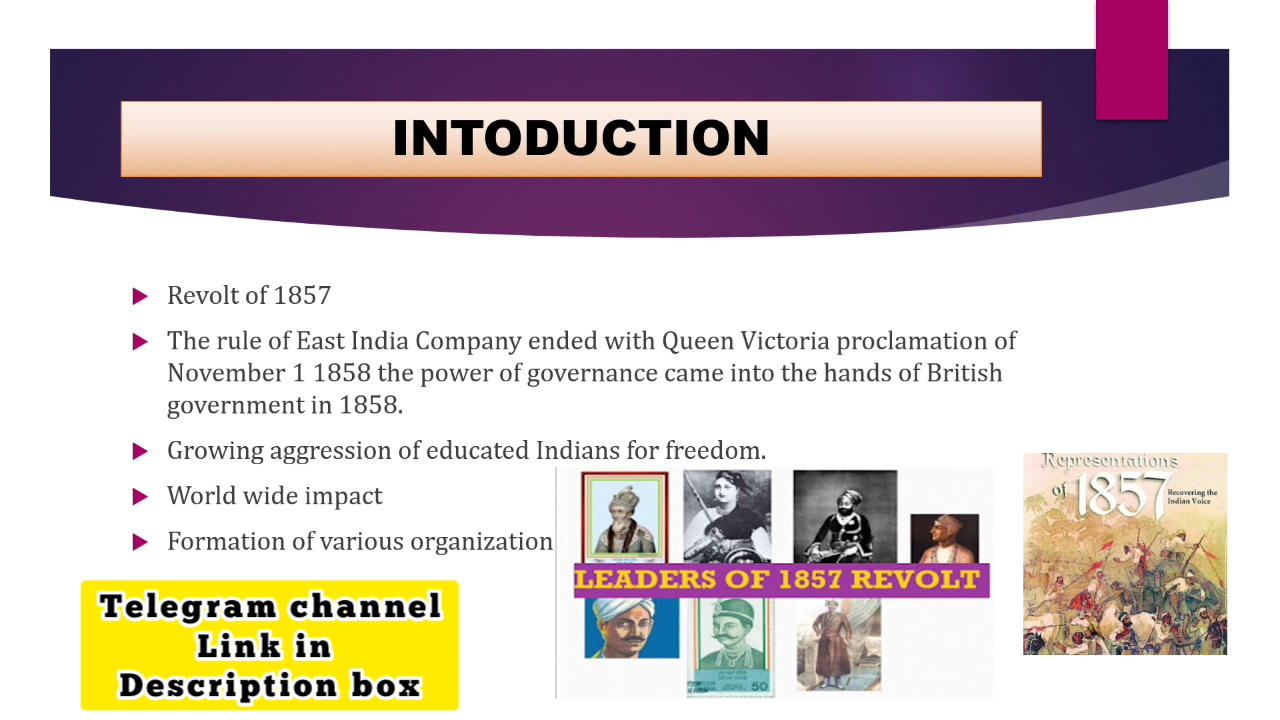 INTODUCTION
Revolt of 1857
The rule of East India Company ended with Queen Victoria proclamation of
November 1 1858 the power of governance came into the hands of British
government in 1858.
Growing aggression of educated Indians for freedom.
World wide impact
Formation of various organization
LEADERS OF 1857 REVOLT
50
Representations
of 1857
Recovering the
Indian Voice
Telegram channel
Link in
Description box